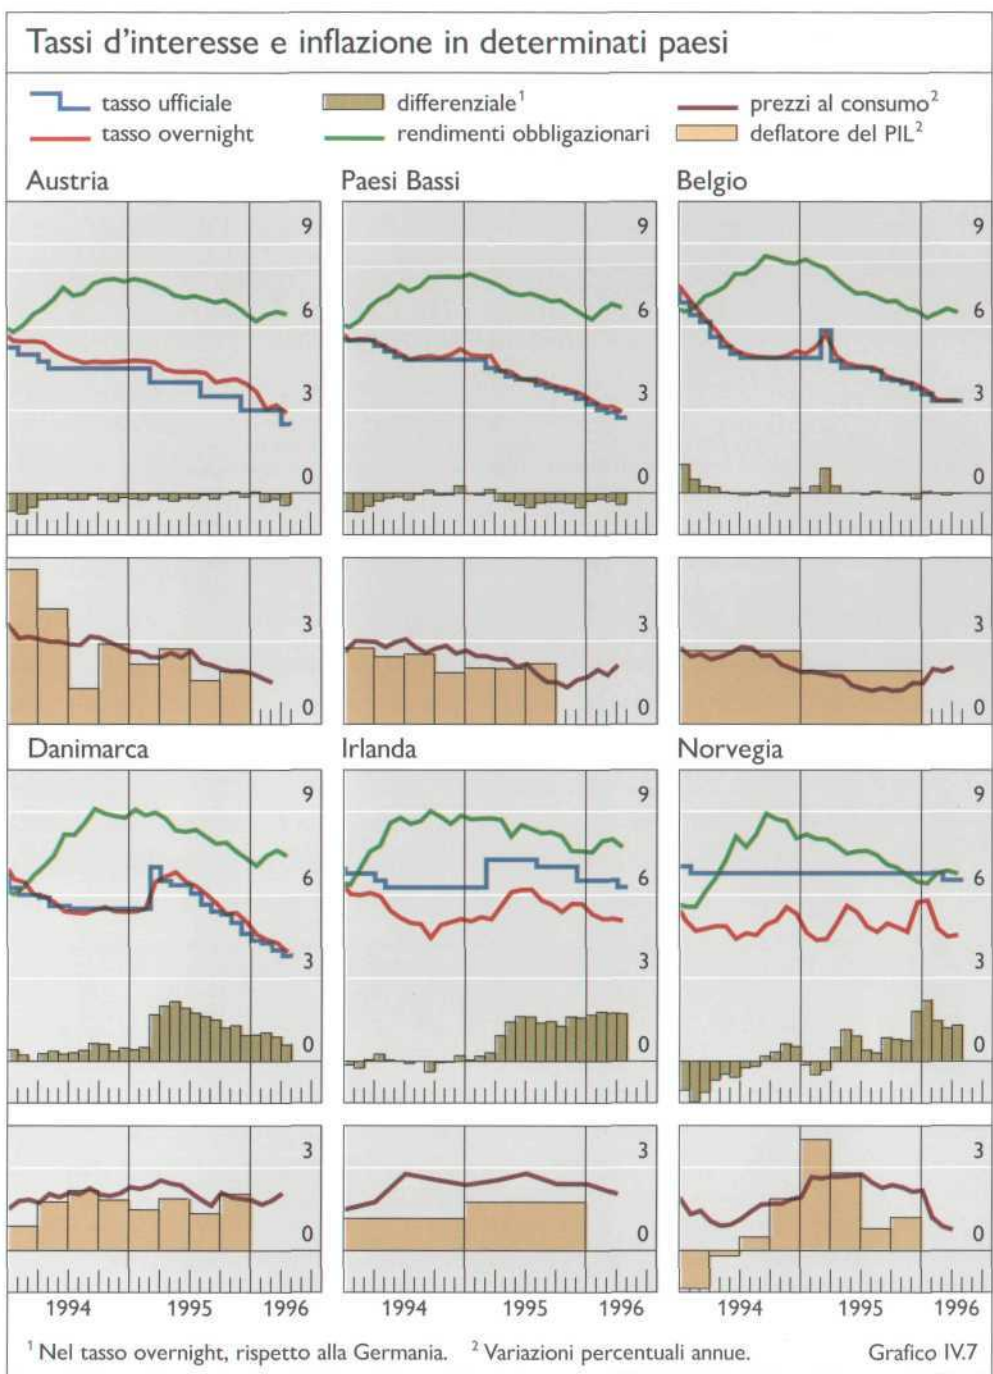 Tassi d'interesse e inflazione in determinati paesi
tasso ufficiale
differenziale¹
prezzi al consumo²
tasso overnight
rendimenti obbligazionari
deflatore del PIL²
Austria
Paesi Bassi
Belgio
9
9
9
6
6
6
3
3
3
0
0
0
3
3
3
0
0
0
Danimarca
Irlanda
Norvegia
9
9
9
6
6
6
3
3
3
0
0
0
3
3
3
0
0
0
1994 1995 1996
1994 1995 1996
1994 1995 1996
¹ Nel tasso overnight, rispetto alla Germania. ² Variazioni percentuali annue. Grafico IV.7